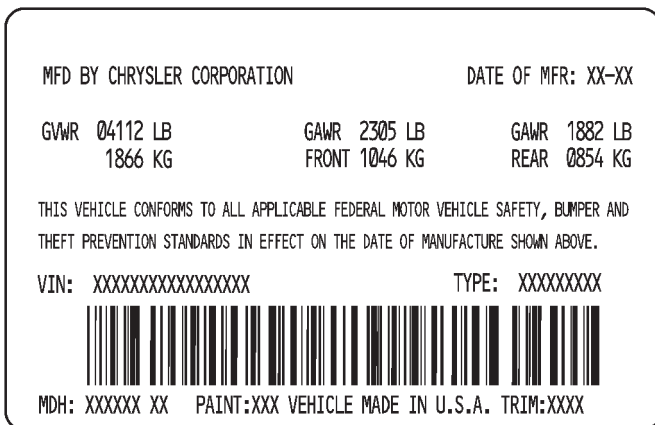 MFD BY CHRYSLER CORPORATION DATE OF MFR: XX-XX
GVWR 04112 LB GAWR 2305 LB GAWR 1882 LB
1866 KG FRONT 1046 KG REAR 0854 KG
THIS VEHICLE CONFORMS TO ALL APPLICABLE FEDERAL MOTOR VEHICLE SAFETY, BUMPER AND
THEFT PREVENTION STANDARDS IN EFFECT ON THE DATE OF MANUFACTURE SHOWN ABOVE.
VIN: XXXXXXXXXXXXXXXXX TYPE: XXXXXXXXX
MDH: XXXXXX XX PAINT:XXX VEHICLE MADE IN U.S.A. TRIM:XXXX